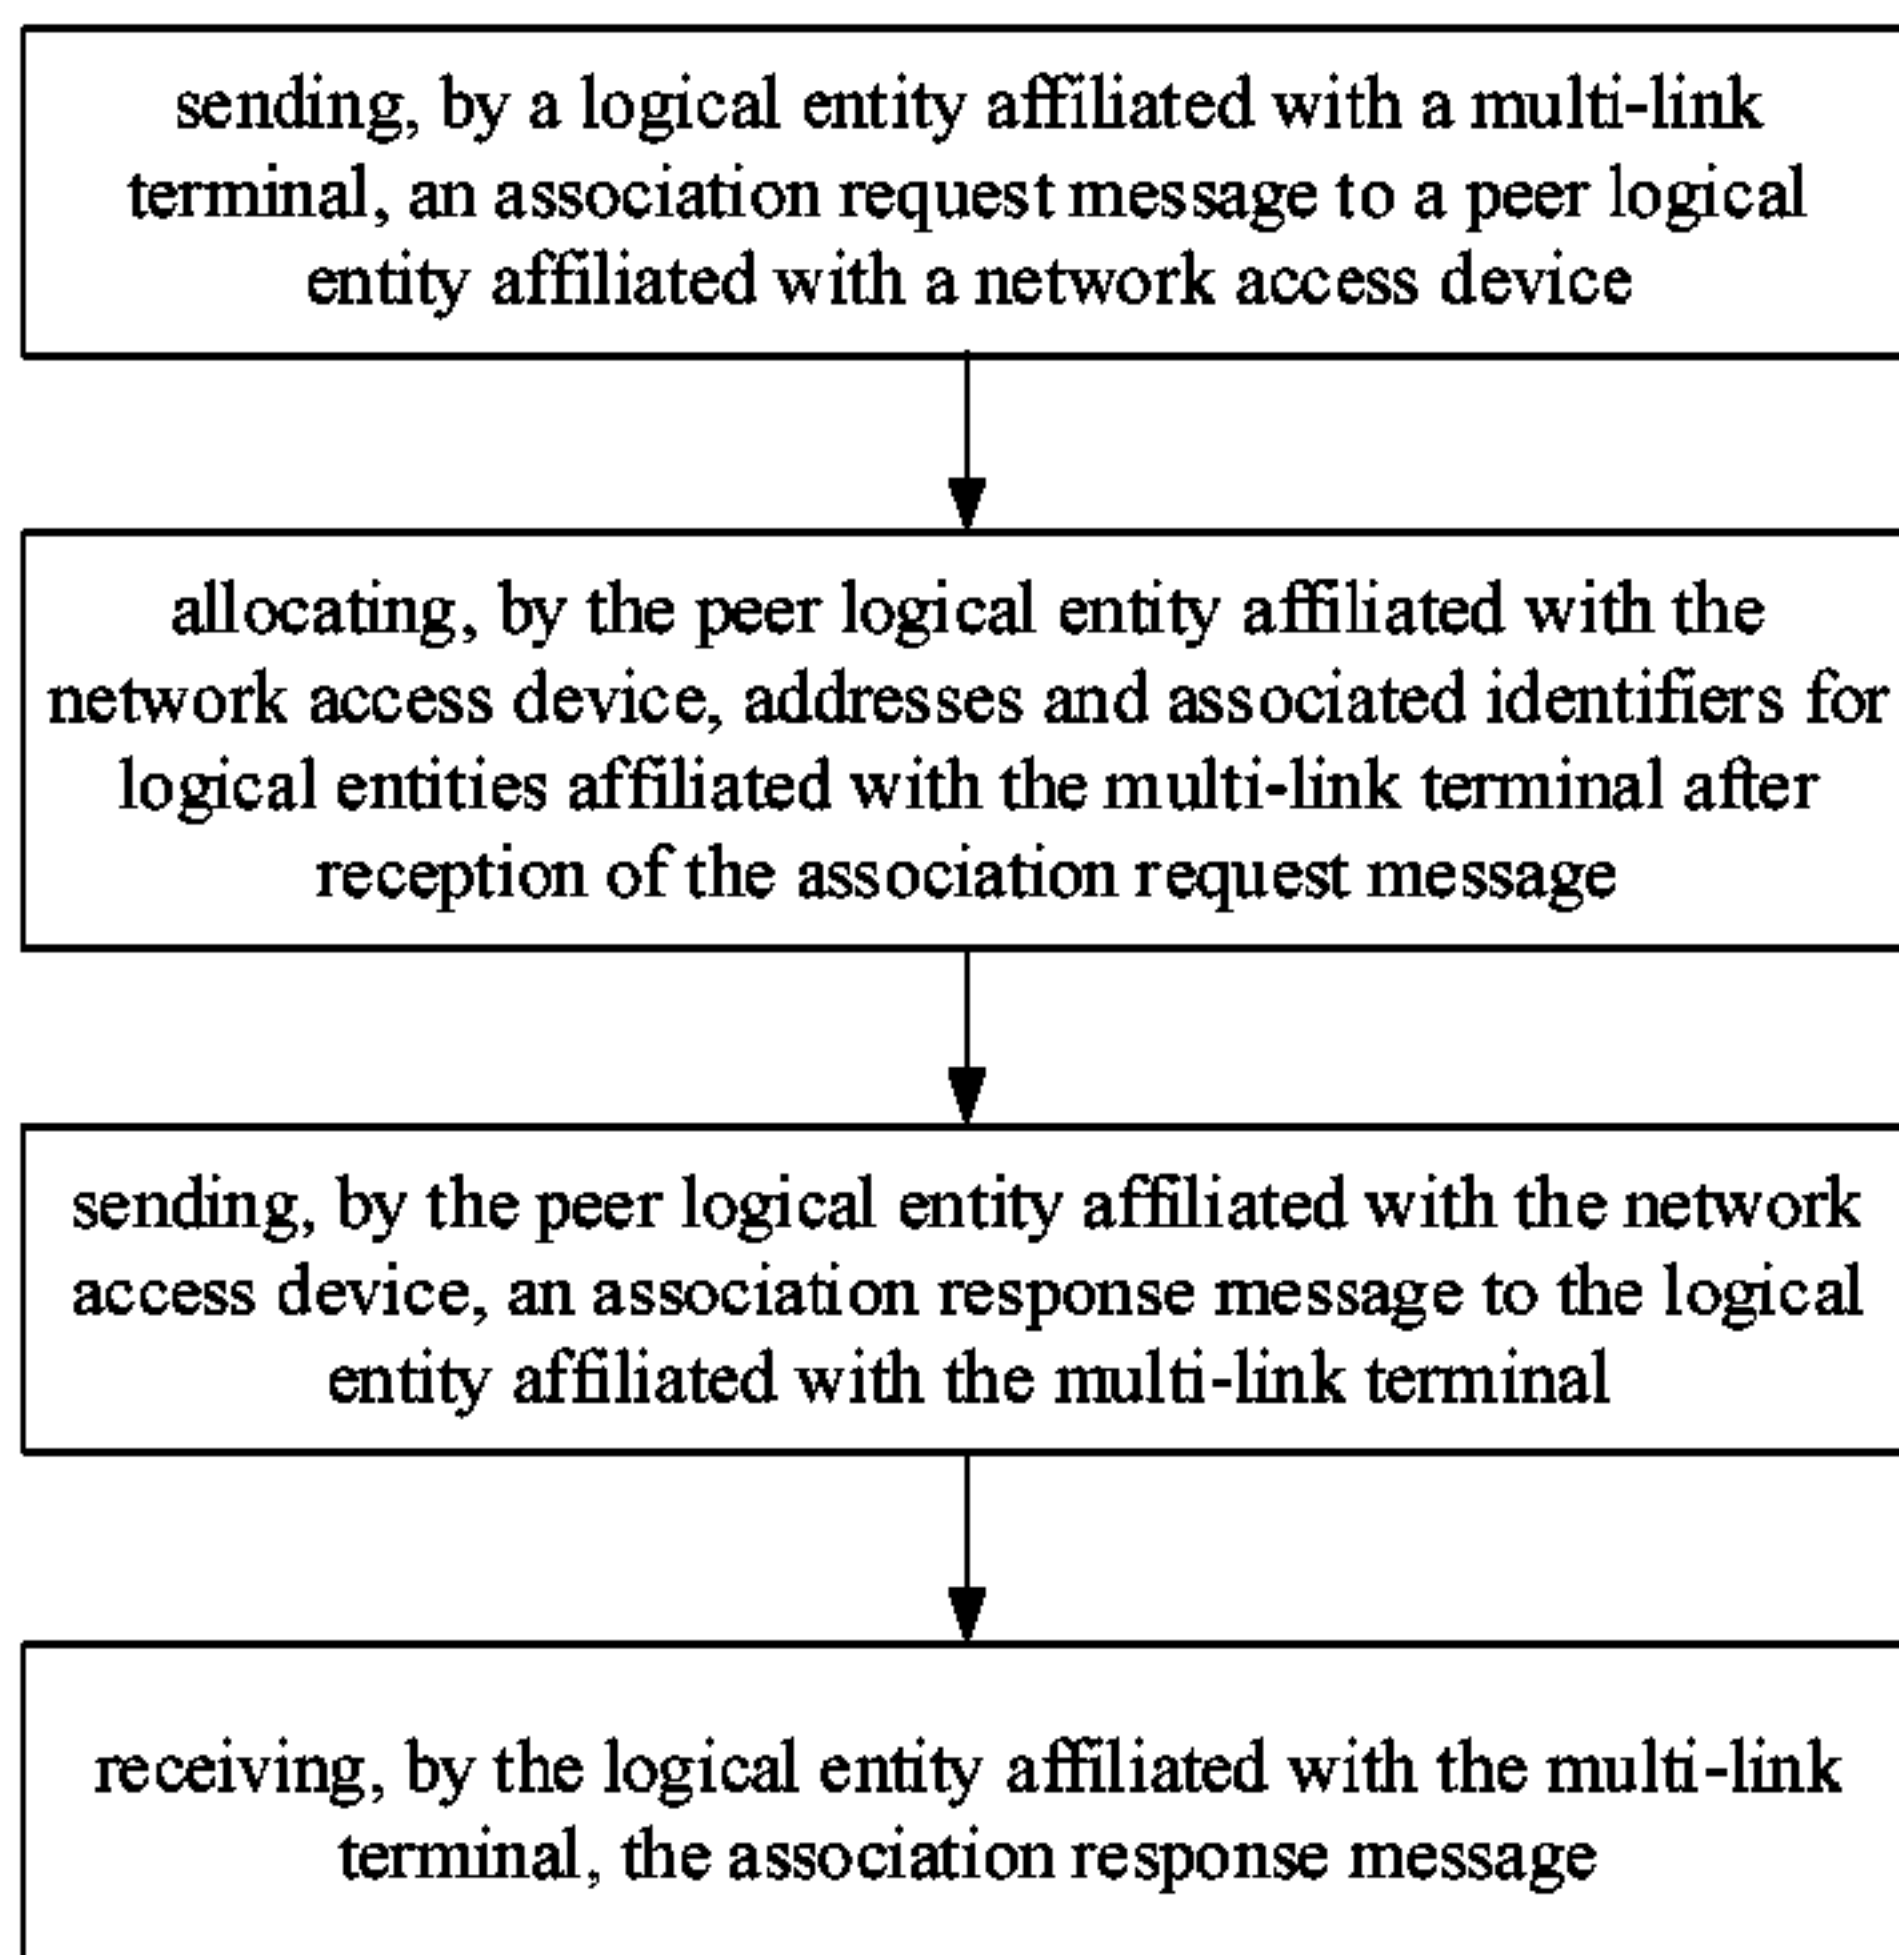 sending, by a logical entity affiliated with a multi-link
terminal, an association request message to a peer logical
entity affiliated with a network access device
allocating, by the peer logical entity affiliated with the
network access device, addresses and associated identifiers for
logical entities affiliated with the multi-link terminal after
reception of the association request message
sending, by the peer logical entity affiliated with the network
access device, an association response message to the logical
entity affiliated with the multi-link terminal
receiving, by the logical entity affiliated with the multi-link
terminal, the association response message